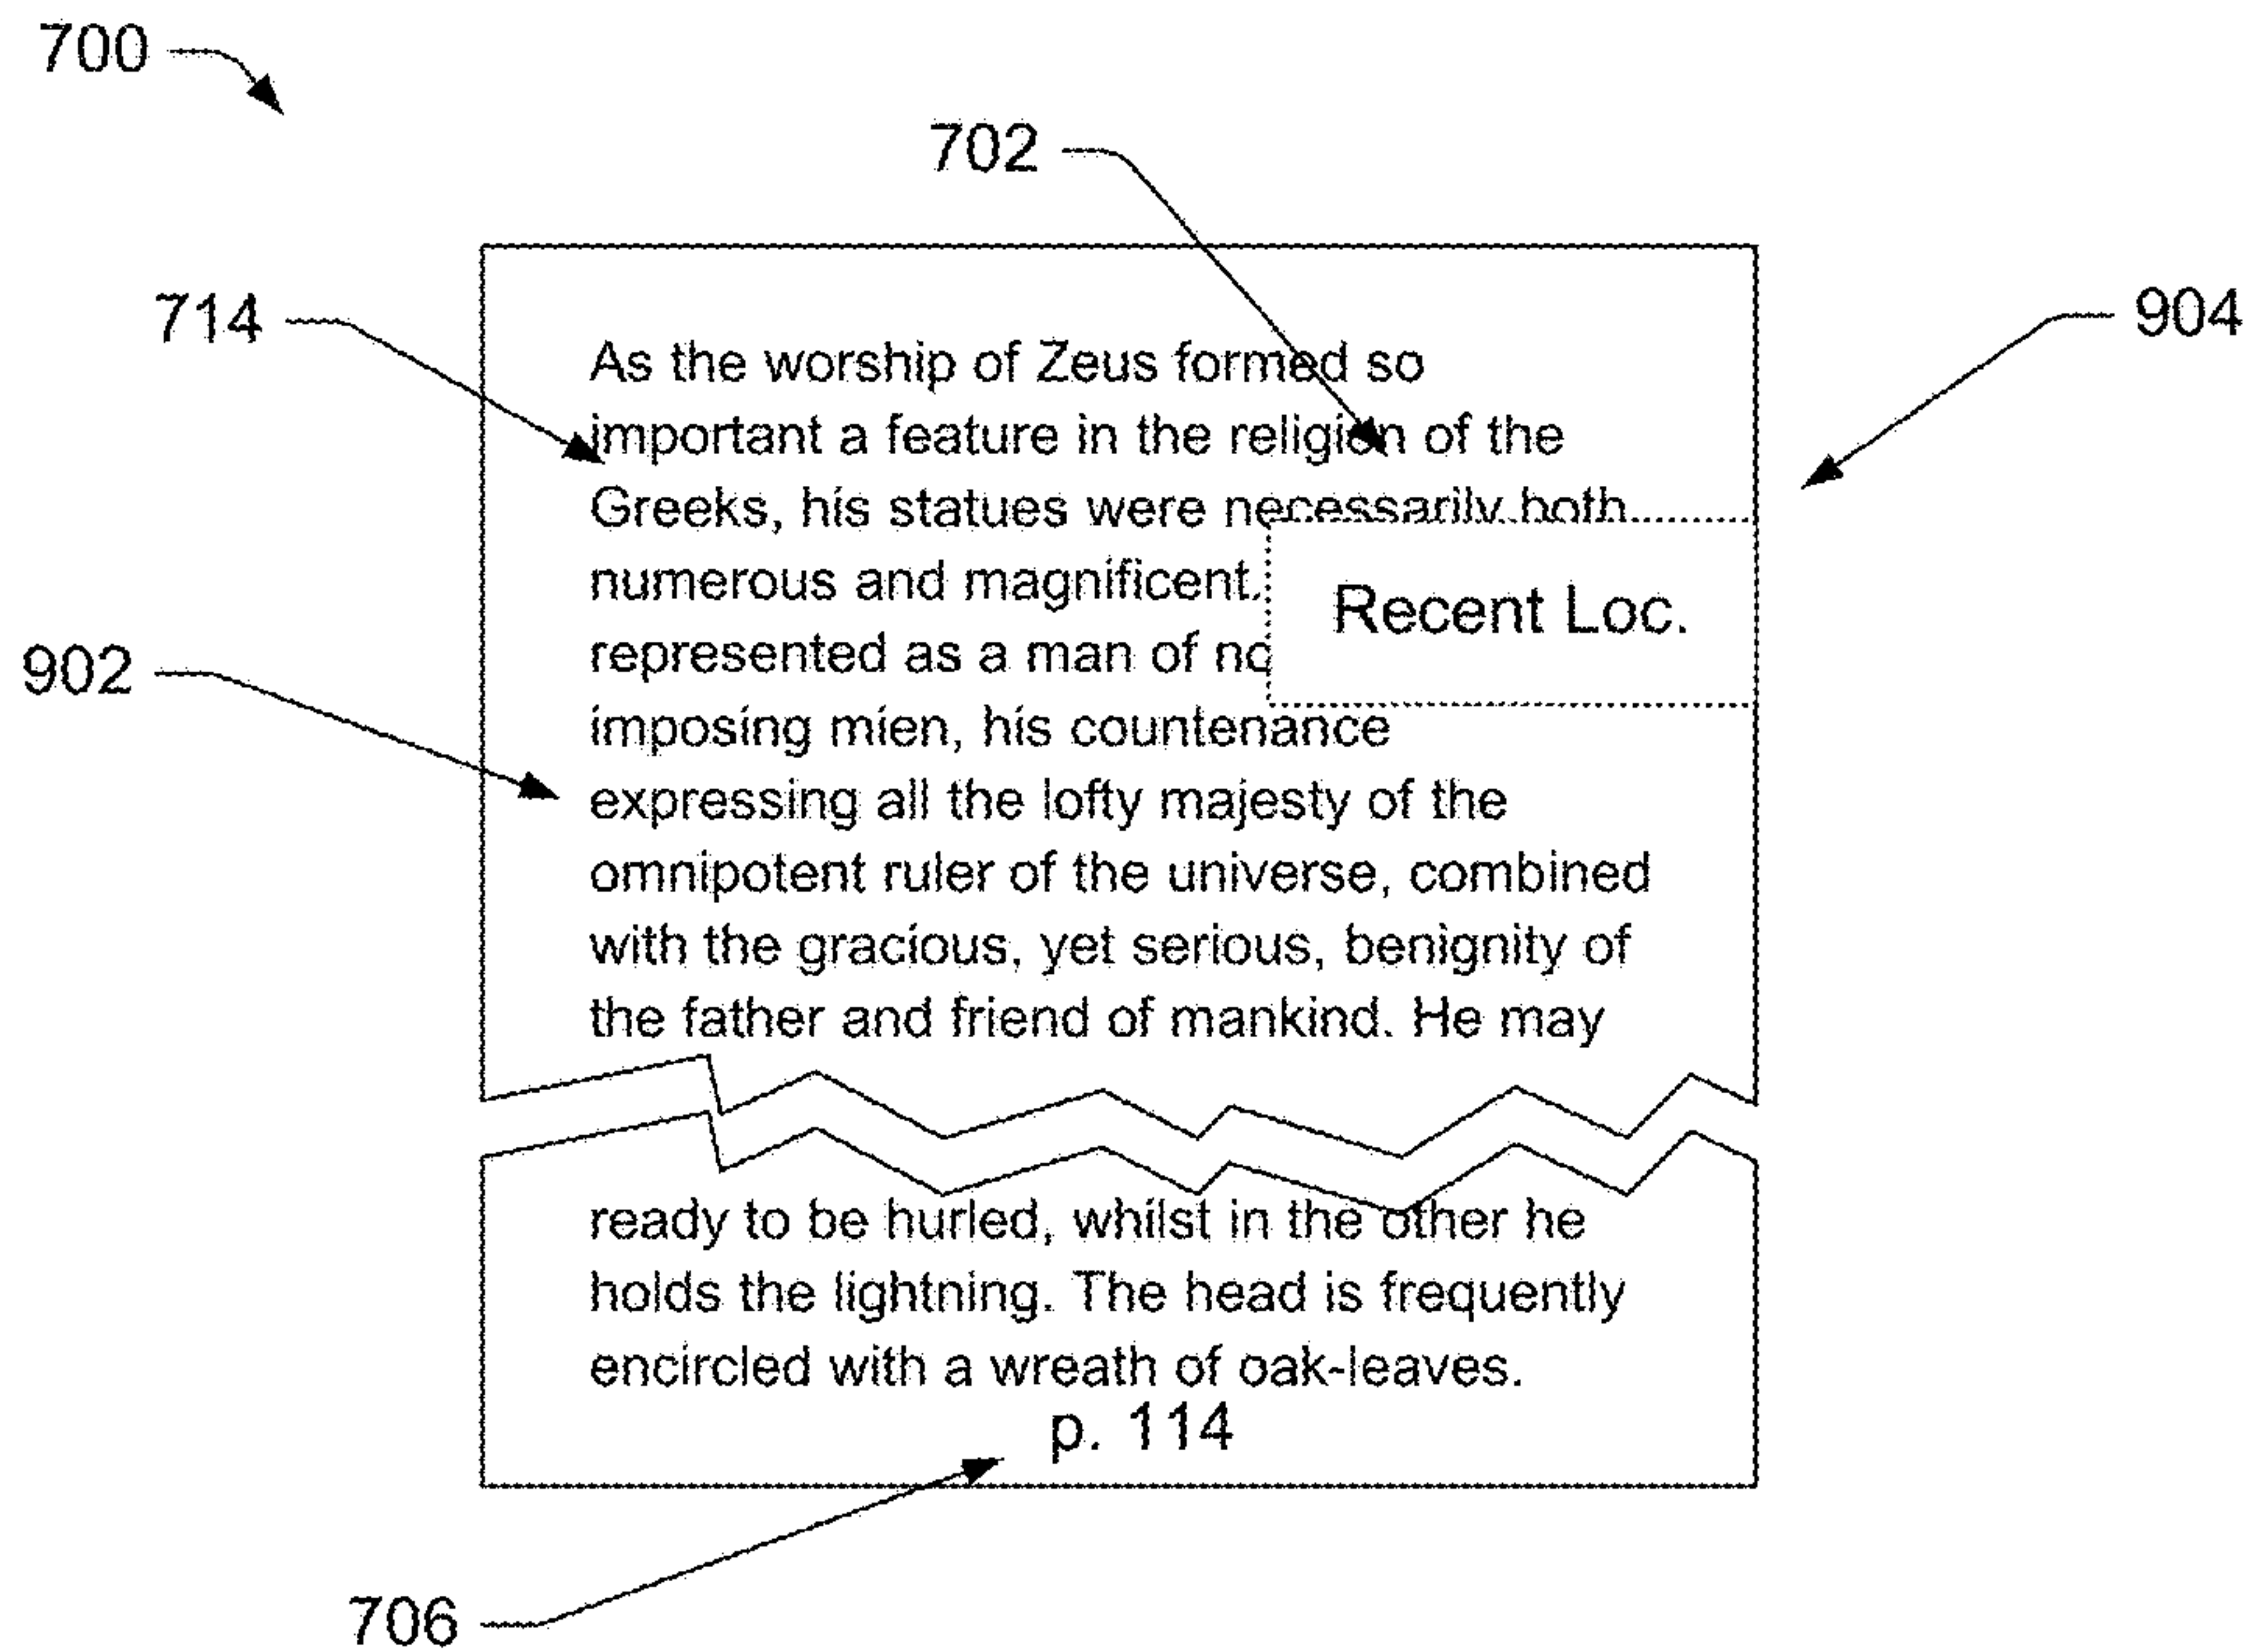 700
702
714
904
As the worship of Zeus formed so
important a feature in the religion of the
Greeks, his statues were necessarily both
numerous and magnificent.
Recent Loc.
represented as a man of
902
imposing mien, his countenance
expressing all the lofty majesty of the
omnipotent ruler of the universe, combined
with the gracious, yet serious, benignity of
the father and friend of mankind. He may
ready to be hurled, whilst in the other he
holds the lightning. The head is frequently
encircled with a wreath of oak-leaves.
p. 114
706